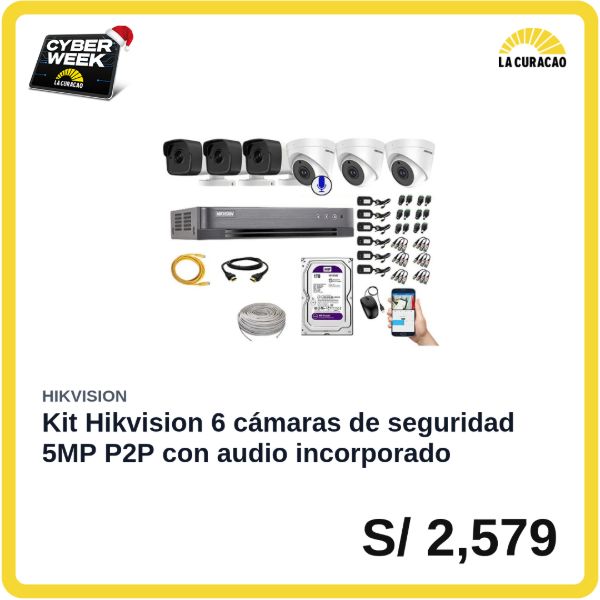 CYBER
WEEK
LA CURACAO
LA CURACAO
HIKVISION
1TB
HIKVISION
Kit Hikvision 6 cámaras de seguridad
5MP P2P con audio incorporado
S/ 2,579